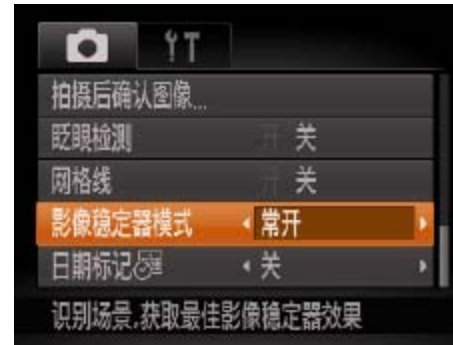 拍摄后确认图像...
眨眼检测 开 关
网格线 开 关
影像稳定器模式 常开
日期标记 关
识别场景,获取最佳影像稳定器效果